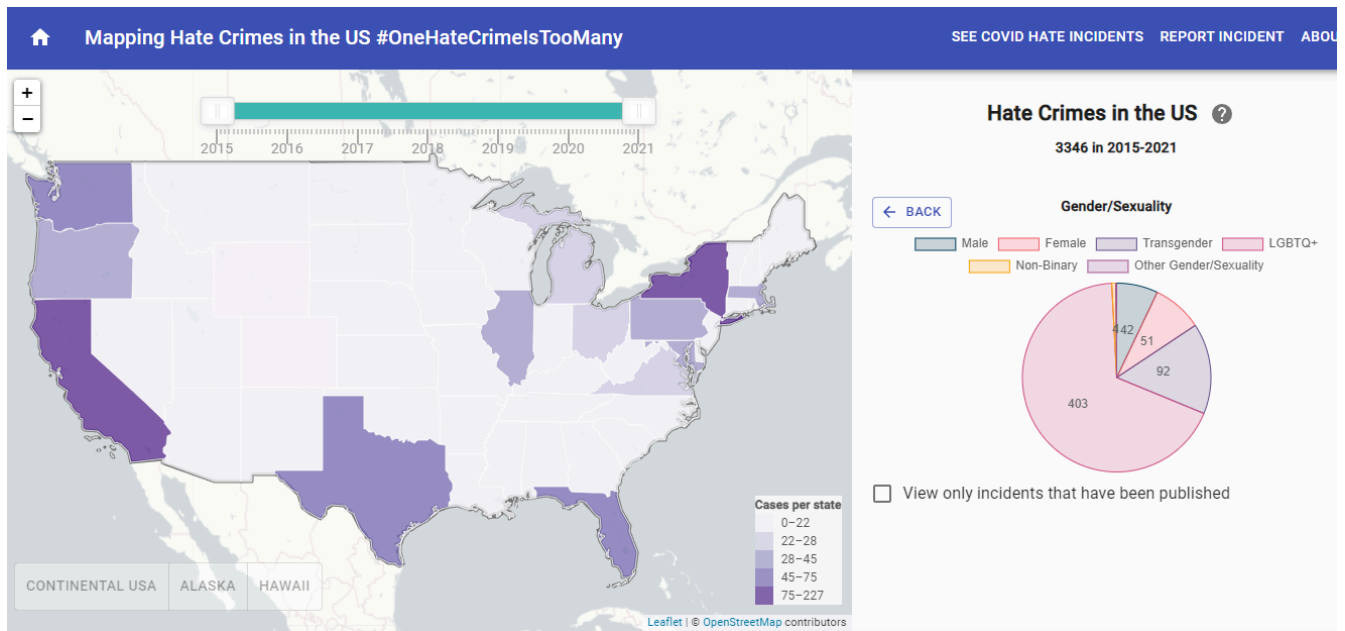 Mapping Hate Crimes in the US #OneHateCrimeIsTooMany
SEE COVID HATE INCIDENTS REPORT INCIDENT ABOU
+
−
2015 2016 2017 2018 2019 2020 2021
Hate Crimes in the US ?
3346 in 2015-2021
← BACK
Gender/Sexuality
Male Female Transgender LGBTQ+
Non-Binary Other Gender/Sexuality
4 42
51
92
403
View only incidents that have been published
Cases per state
0–22
22–28
28–45
45–75
75–227
CONTINENTAL USA ALASKA HAWAII
Leaflet | © OpenStreetMap contributors